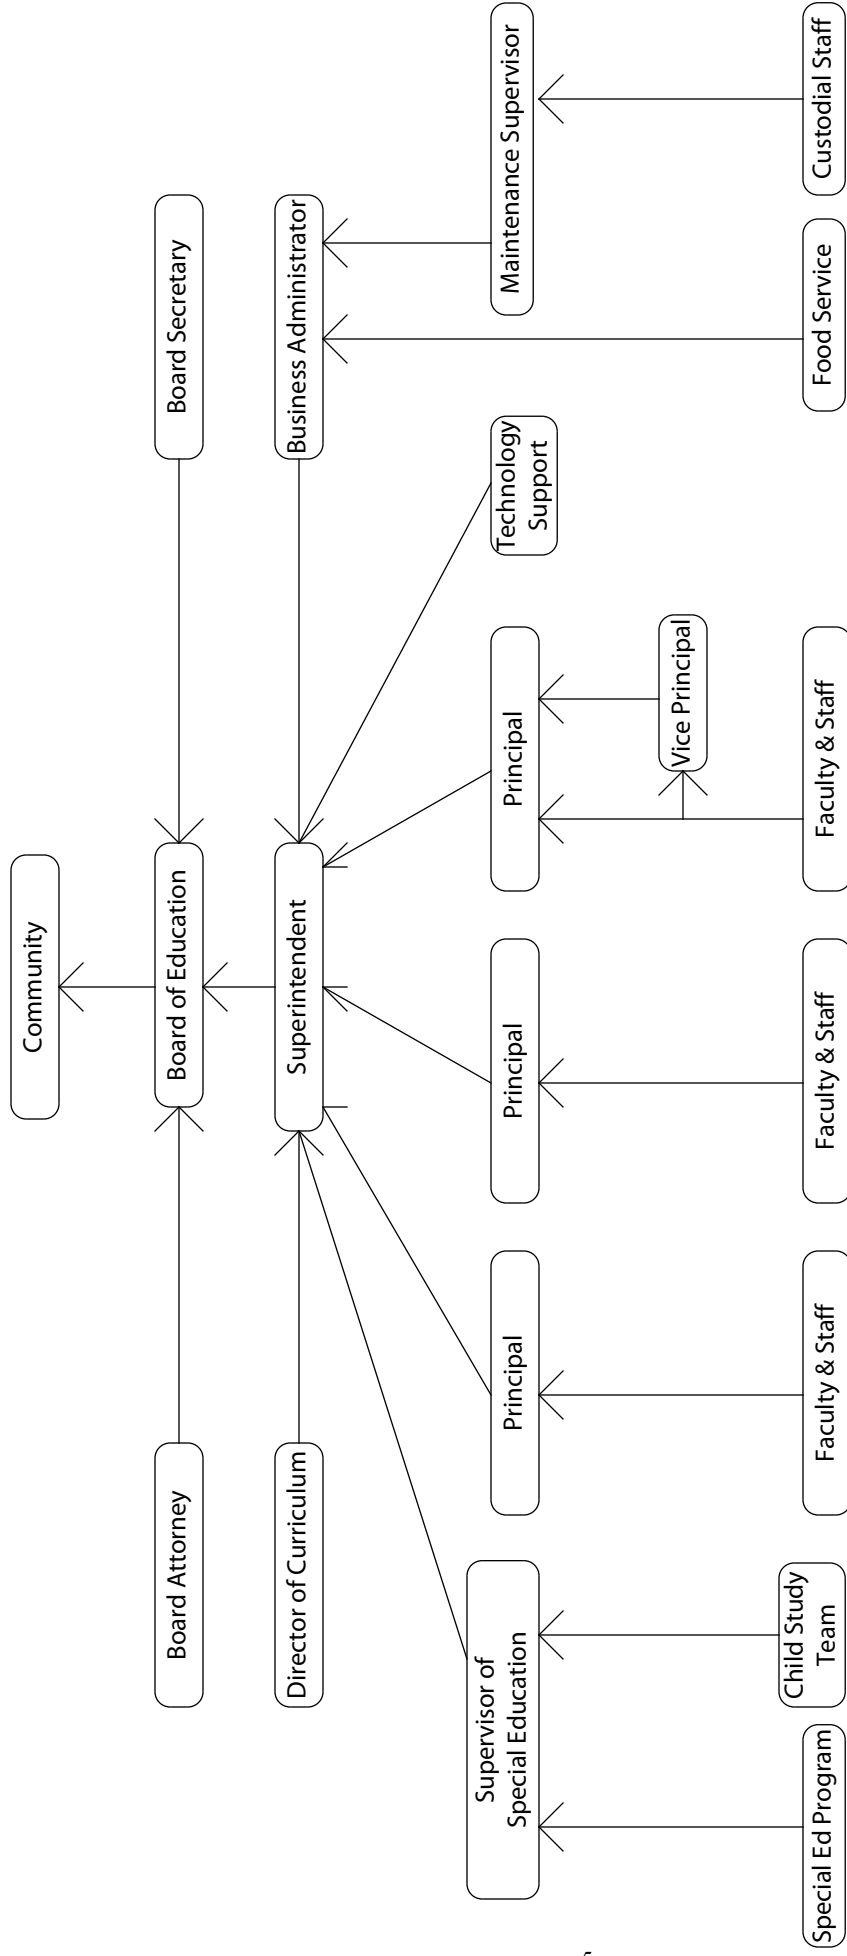 Community
Board Attorney
Board of Education
Board Secretary
Director of Curriculum
Superintendent
Business Administrator
Supervisor of
Special Education
Principal
Principal
Principal
Technology
Support
Maintenance Supervisor
Vice Principal
Special Ed Program
Child Study
Team
Faculty & Staff
Faculty & Staff
Faculty & Staff
Food Service
Custodial Staff